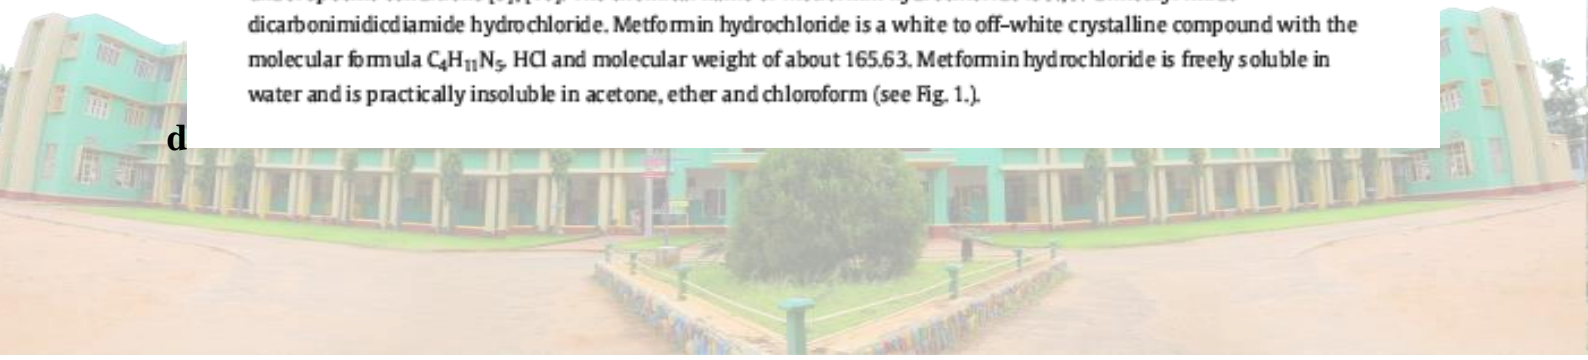 dicarbonimidicdiamide hydrochloride. Metformin hydrochloride is a white to off-white crystalline compound with the
molecular formula C₄H₁₁N₅. HCl and molecular weight of about 165.63. Metformin hydrochloride is freely soluble in
water and is practically insoluble in acetone, ether and chloroform (see Fig. 1.).
d